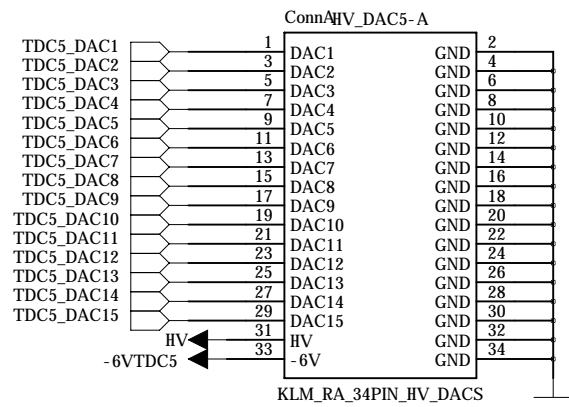 ConnA HV_DAC5-A
TDC5_DAC1 1 DAC1 GND 2
TDC5_DAC2 3 DAC2 GND 4
TDC5_DAC3 5 DAC3 GND 6
TDC5_DAC4 7 DAC4 GND 8
TDC5_DAC5 9 DAC5 GND 10
TDC5_DAC6 11 DAC6 GND 12
TDC5_DAC7 13 DAC7 GND 14
TDC5_DAC8 15 DAC8 GND 16
TDC5_DAC9 17 DAC9 GND 18
TDC5_DAC10 19 DAC10 GND 20
TDC5_DAC11 21 DAC11 GND 22
TDC5_DAC12 23 DAC12 GND 24
TDC5_DAC13 25 DAC13 GND 26
TDC5_DAC14 27 DAC14 GND 28
TDC5_DAC15 29 DAC15 GND 30
HV 31 HV GND 32
-6VTDC5 33 -6V GND 34
KLM_RA_34PIN_HV_DACS